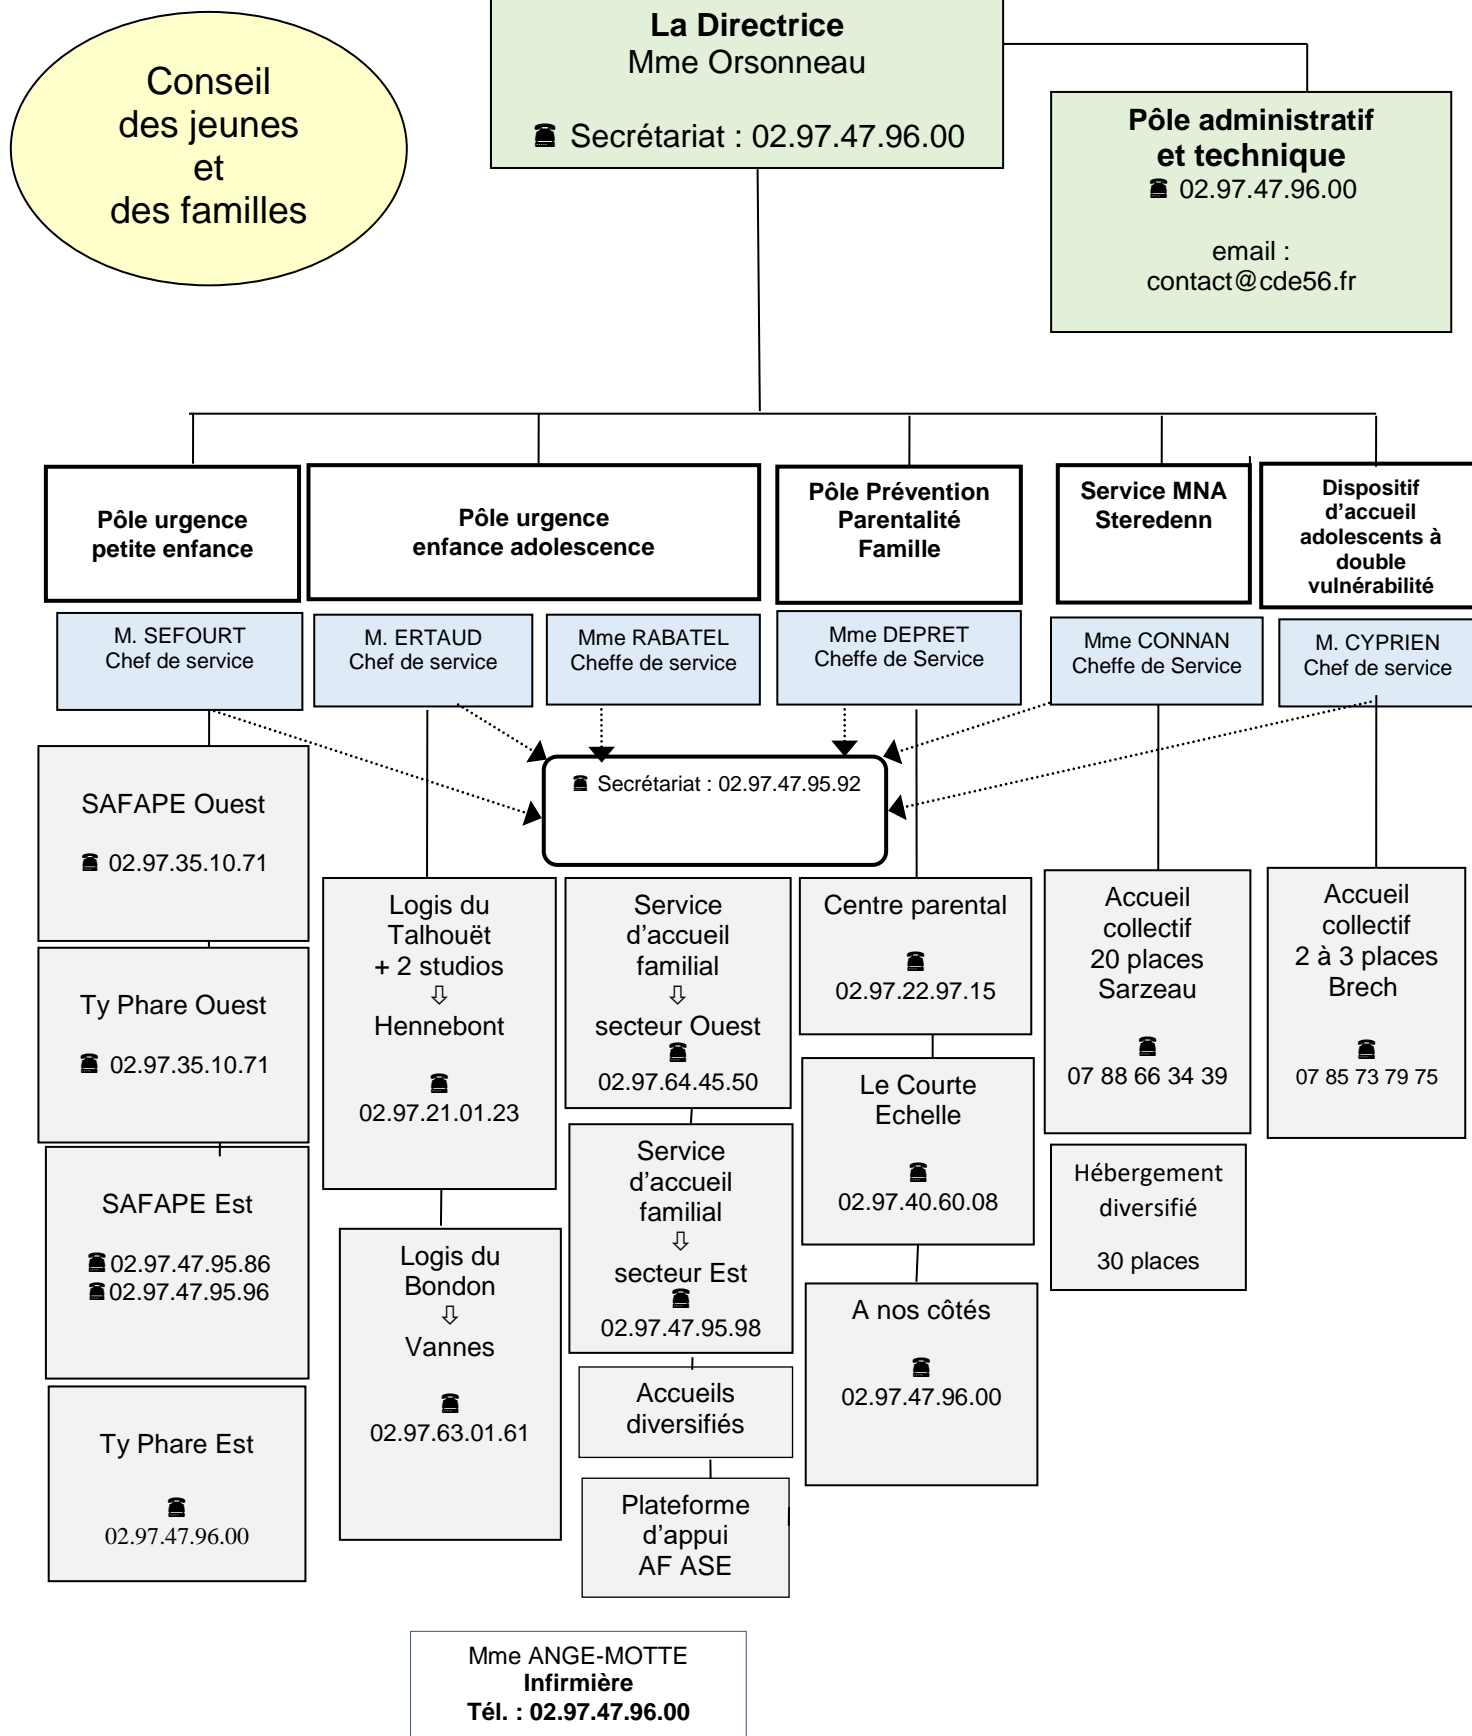 Conseil
des jeunes
et
des familles
La Directrice
Mme Orsonneau
☎ Secrétariat : 02.97.47.96.00
Pôle administratif
et technique
☎ 02.97.47.96.00
email :
contact@cde56.fr
Pôle urgence
petite enfance
Pôle urgence
enfance adolescence
Pôle Prévention
Parentalité
Famille
Service MNA
Steredenn
Dispositif
d’accueil
adolescents à
double
vulnérabilité
M. SEFOURT
Chef de service
M. ERTAUD
Chef de service
Mme RABATEL
Cheffe de service
Mme DEPRET
Cheffe de Service
Mme CONNAN
Cheffe de Service
M. CYPRIEN
Chef de service
☎ Secrétariat : 02.97.47.95.92
SAFAPE Ouest
☎ 02.97.35.10.71
Ty Phare Ouest
☎ 02.97.35.10.71
SAFAPE Est
☎02.97.47.95.86
☎02.97.47.95.96
Ty Phare Est
☎
02.97.47.96.00
Logis du
Talhouët
+ 2 studios
⇩
Hennebont
☎
02.97.21.01.23
Logis du
Bondon
⇩
Vannes
☎
02.97.63.01.61
Service
d’accueil
familial
⇩
secteur Ouest
☎
02.97.64.45.50
Service
d’accueil
familial
⇩
secteur Est
☎
02.97.47.95.98
Accueils
diversifiés
Plateforme
d’appui
AF ASE
Centre parental
☎
02.97.22.97.15
Le Courte
Echelle
☎
02.97.40.60.08
A nos côtés
☎
02.97.47.96.00
Accueil
collectif
20 places
Sarzeau
☎
07 88 66 34 39
Hébergement
diversifié
30 places
Accueil
collectif
2 à 3 places
Brech
☎
07 85 73 79 75
Mme ANGE-MOTTE
Infirmière
Tél. : 02.97.47.96.00